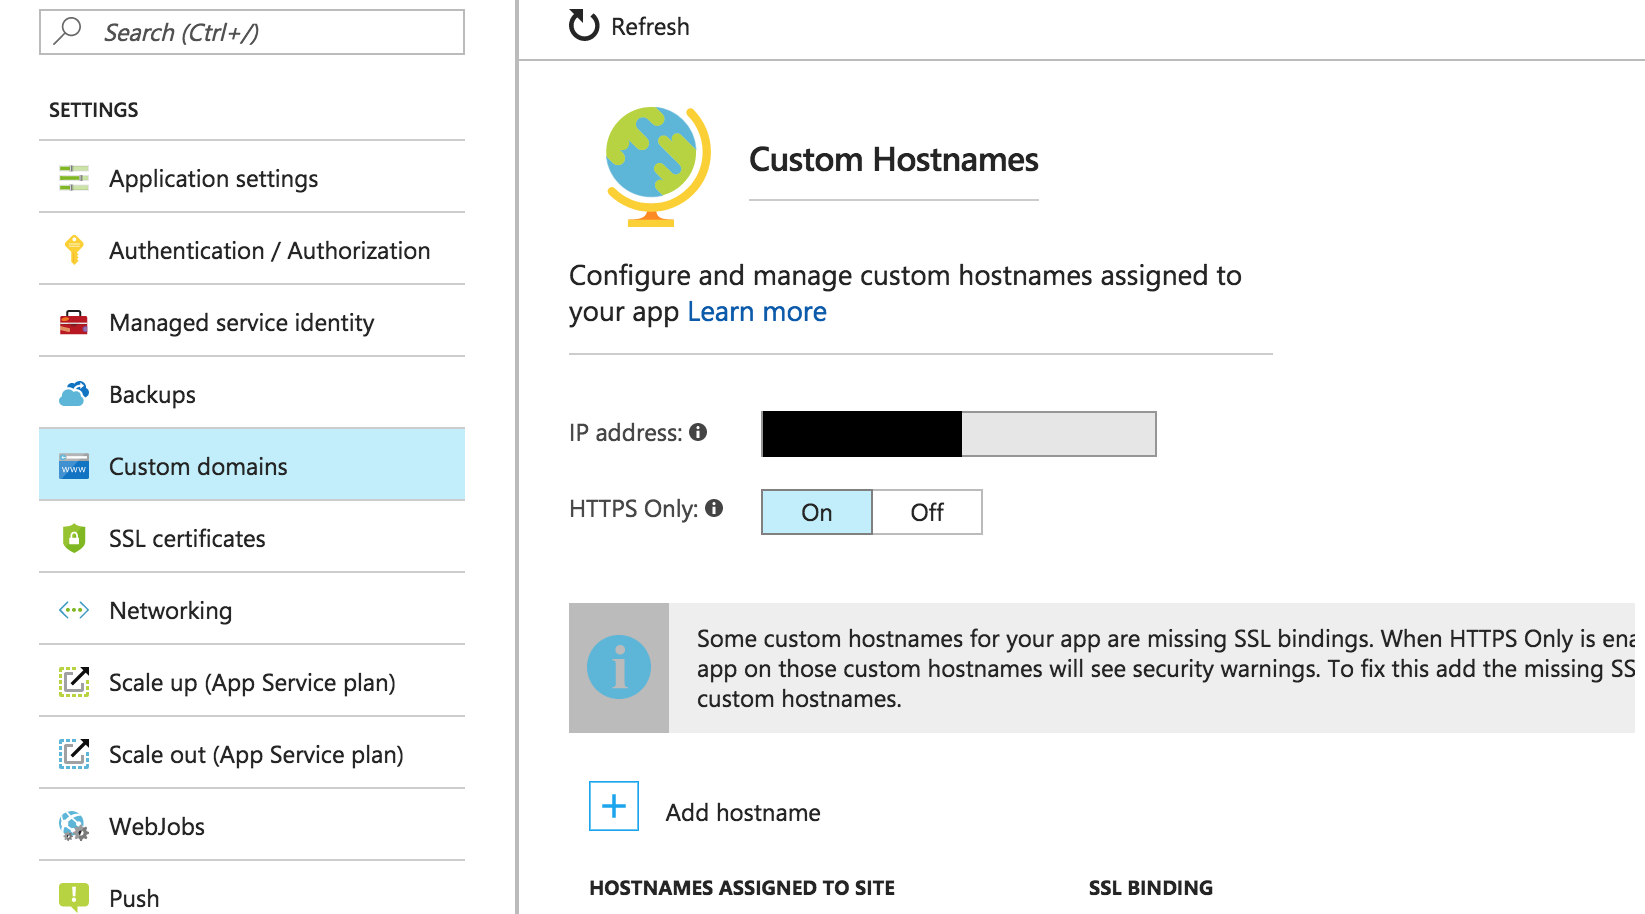 Search (Ctrl+/)
SETTINGS
Application settings
Authentication / Authorization
Managed service identity
Backups
www
Custom domains
SSL certificates
Networking
Scale up (App Service plan)
Scale out (App Service plan)
WebJobs
Push
Refresh
Custom Hostnames
Configure and manage custom hostnames assigned to
your app Learn more
IP address:
HTTPS Only:
On Off
Some custom hostnames for your app are missing SSL bindings. When HTTPS Only is ena
app on those custom hostnames will see security warnings. To fix this add the missing SS
custom hostnames.
Add hostname
HOSTNAMES ASSIGNED TO SITE SSL BINDING